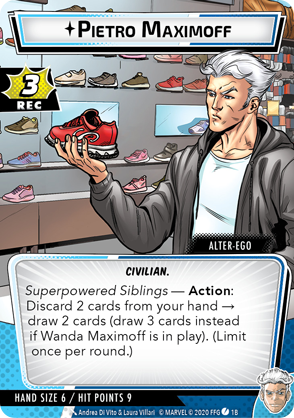 PIETRO MAXIMOFF
3
REC
ALTER-EGO
CIVILIAN.
Superpowered Siblings — Action:
Discard 2 cards from your hand →
draw 2 cards (draw 3 cards instead
if Wanda Maximoff is in play). (Limit
once per round.)
HAND SIZE 6 / HIT POINTS 9
Andrea Di Vito & Laura Villari © MARVEL © 2020 FFG 18